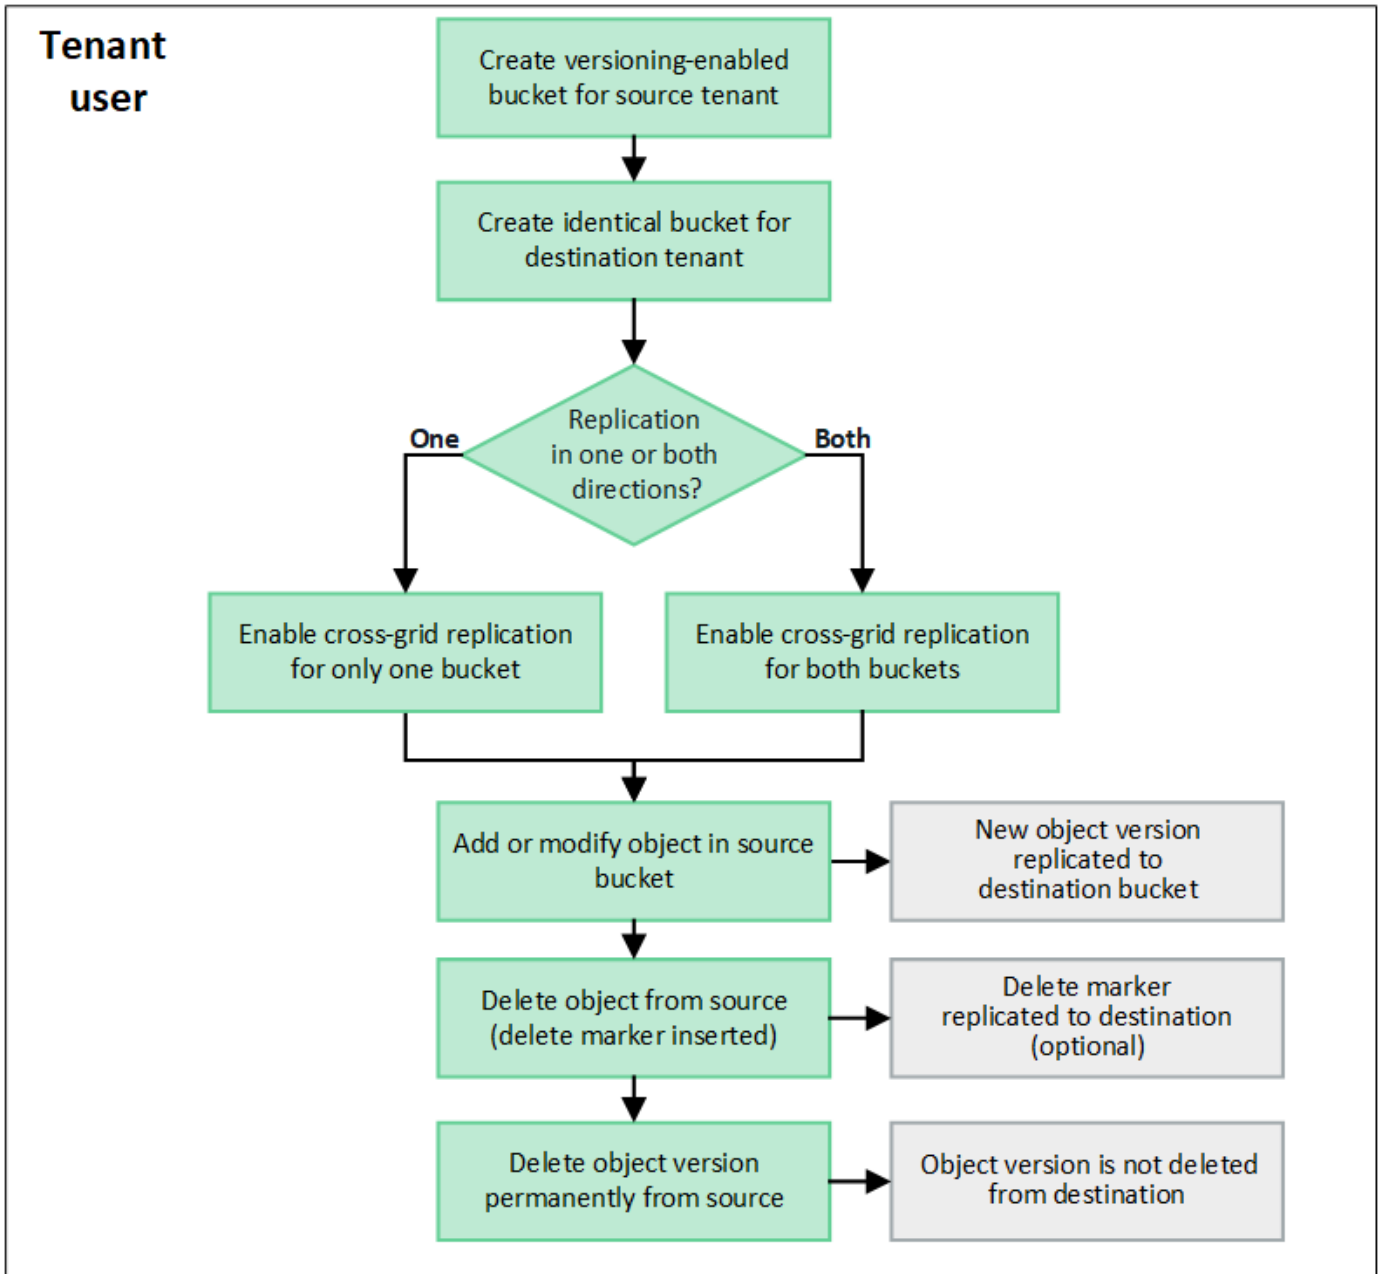 Tenant
user
Create versioning-enabled
bucket for source tenant
Create identical bucket for
destination tenant
Replication
in one or both
directions?
One
Both
Enable cross-grid replication
for only one bucket
Enable cross-grid replication
for both buckets
Add or modify object in source
bucket
New object version
replicated to
destination bucket
Delete object from source
(delete marker inserted)
Delete marker
replicated to destination
(optional)
Delete object version
permanently from source
Object version is not deleted
from destination